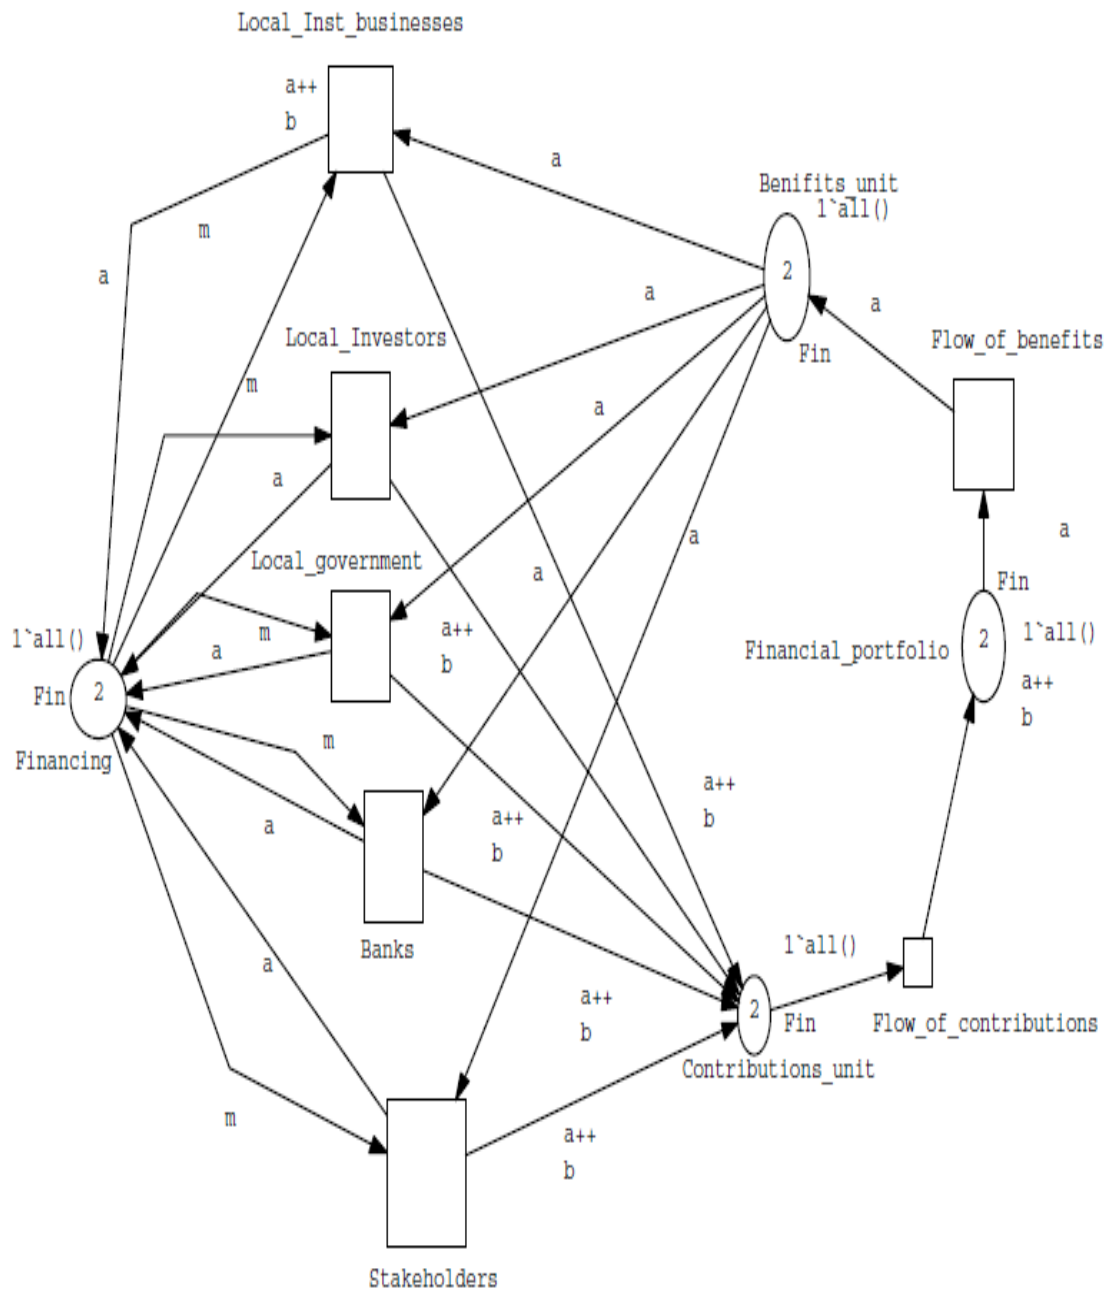 Local_Inst_businesses
a++
b
a
Benifits_unit
1`all()
m
2
a
a
a
Local_Investors
Flow_of_benefits
Fin
m
a
a
a
a
a
Local_government
a
Fin
m
a++
1`all()
1`all()
a
b
Financial_portfolio
2
Fin
2
a++
b
m
Financing
a++
b
a++
b
a
Banks
1`all()
a
a++
b
2
Fin
Flow_of_contributions
Contributions_unit
m
a++
b
Stakeholders